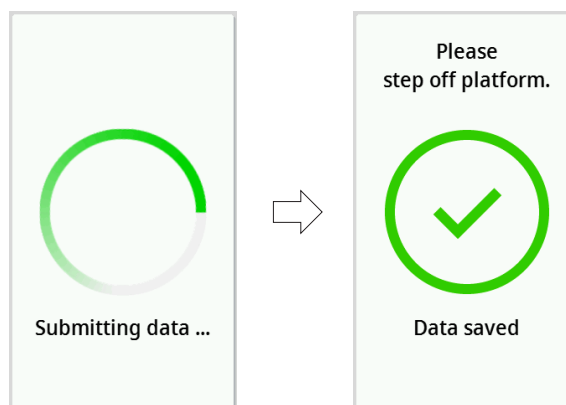 Submitting data ...
Please
step off platform.
Data saved